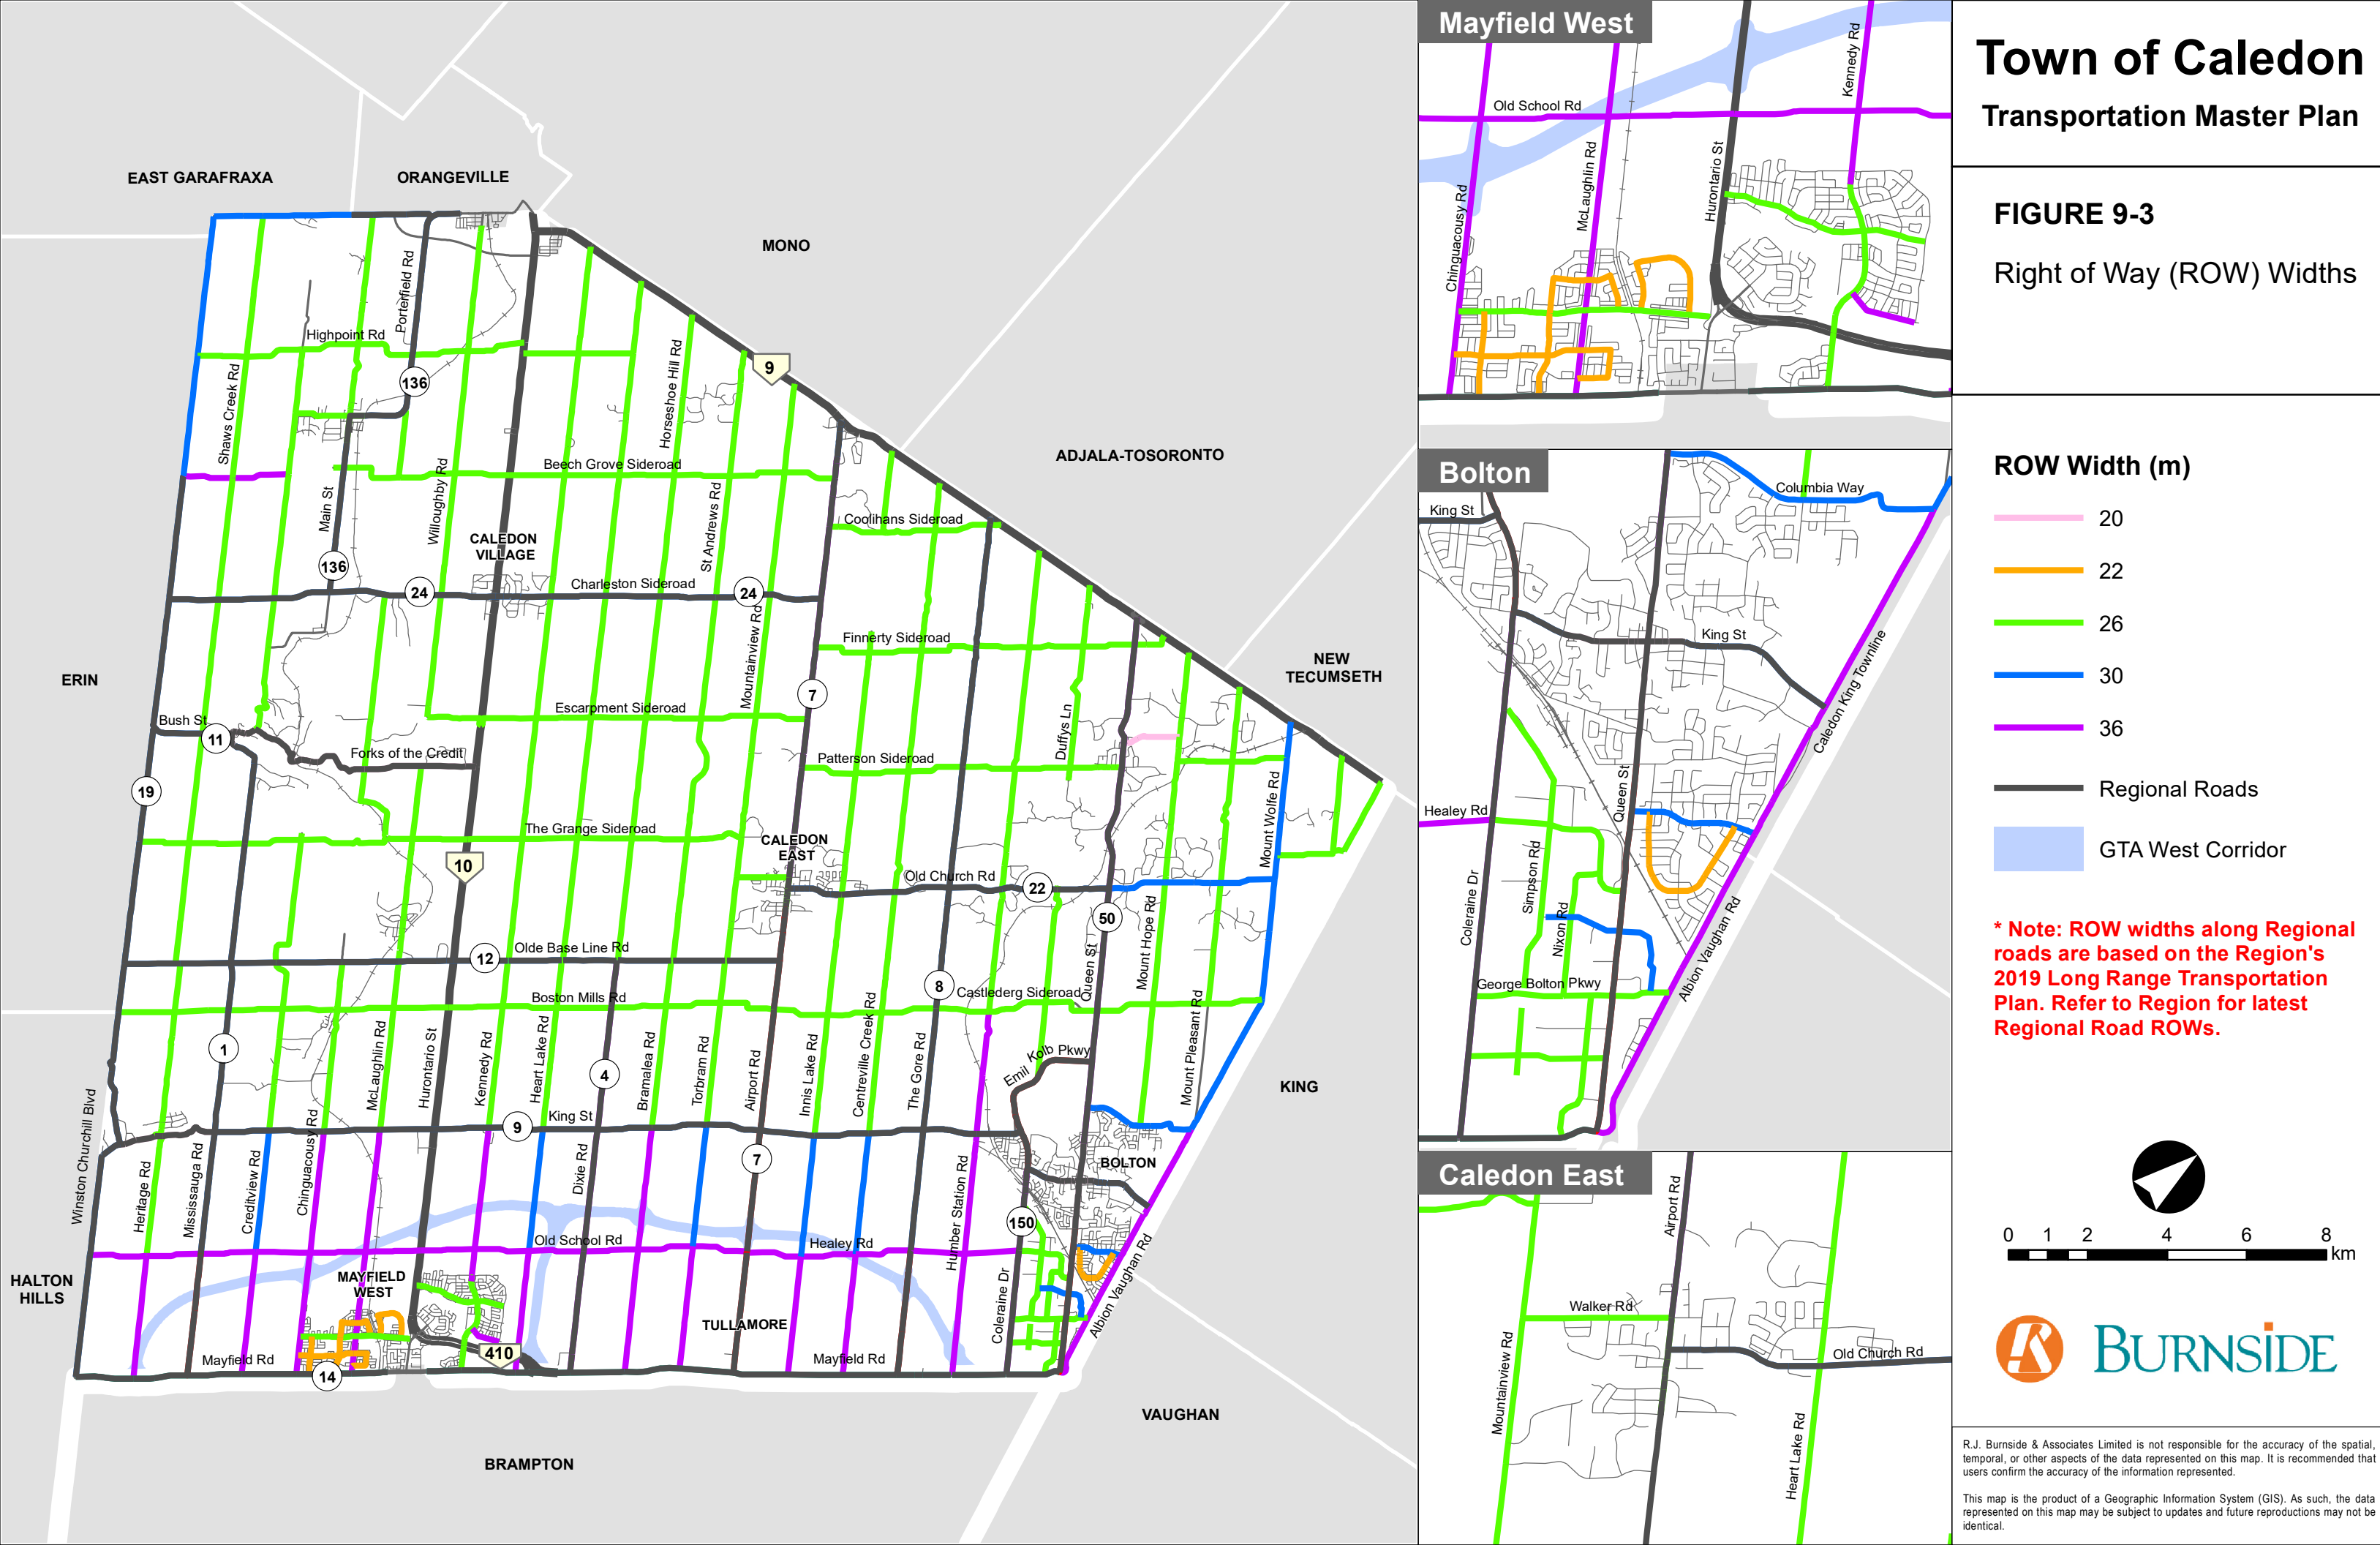 EAST GARAFRAXA
ORANGEVILLE
MONO
ADJALA-TOSORONTO
NEW
TECUMSETH
ERIN
KING
HALTON
HILLS
VAUGHAN
BRAMPTON
Porterfield Rd
Highpoint Rd
136
9
Shaws Creek Rd
Horseshoe Hill Rd
Beech Grove Sideroad
Main St
Willoughby Rd
St Andrews Rd
CALEDON
VILLAGE
Coolihans Sideroad
136
24
Charleston Sideroad
24
Mountainview Rd
Finnerty Sideroad
7
Escarpment Sideroad
Bush St
11
Forks of the Credit
Duffys Ln
Patterson Sideroad
19
Mount Wolfe Rd
The Grange Sideroad
CALEDON
EAST
10
Old Church Rd
22
50
Mount Hope Rd
Queen St
12
Olde Base Line Rd
8
Castlederg Sideroad
Boston Mills Rd
1
McLaughlin Rd
Hurontario St
Kennedy Rd
Heart Lake Rd
4
Bramalea Rd
Torbram Rd
Airport Rd
Innis Lake Rd
Centreville Creek Rd
The Gore Rd
Emil Kolb Pkwy
Mount Pleasant Rd
9
King St
Winston Churchill Blvd
Heritage Rd
Mississauga Rd
Creditview Rd
Chinguacousy Rd
Dixie Rd
7
Humber Station Rd
BOLTON
150
Old School Rd
Healey Rd
MAYFIELD
WEST
Coleraine Dr
Albion Vaughan Rd
TULLAMORE
410
Mayfield Rd
14
Mayfield Rd
Mayfield West
Kennedy Rd
Old School Rd
McLaughlin Rd
Hurontario St
Chinguacousy Rd
Bolton
King St
Columbia Way
King St
Caledon King Townline
Queen St
Healey Rd
Simpson Rd
Coleraine Dr
Nixon Rd
Albion Vaughan Rd
George Bolton Pkwy
Caledon East
Airport Rd
Walker Rd
Mountainview Rd
Old Church Rd
Heart Lake Rd
Town of Caledon
Transportation Master Plan
FIGURE 9-3
Right of Way (ROW) Widths
ROW Width (m)
20
22
26
30
36
Regional Roads
GTA West Corridor
* Note: ROW widths along Regional
roads are based on the Region's
2019 Long Range Transportation
Plan. Refer to Region for latest
Regional Road ROWs.
0 1 2 4 6 8
km
BURNSIDE
R.J. Burnside & Associates Limited is not responsible for the accuracy of the spatial,
temporal, or other aspects of the data represented on this map. It is recommended that
users confirm the accuracy of the information represented.
This map is the product of a Geographic Information System (GIS). As such, the data
represented on this map may be subject to updates and future reproductions may not be
identical.